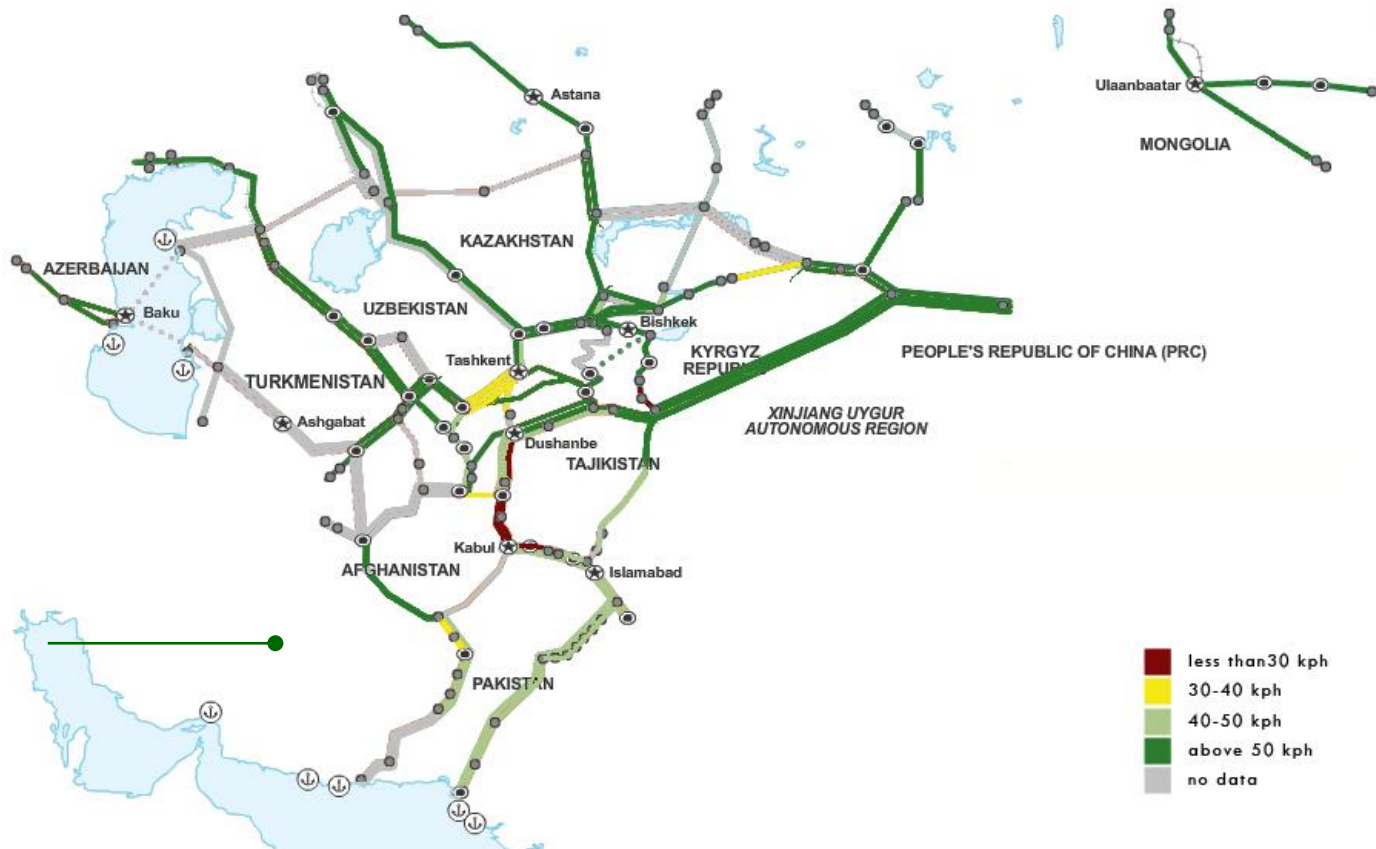 Ulaanbaatar
MONGOLIA
Astana
KAZAKHSTAN
AZERBAIJAN
Baku
UZBEKISTAN
Bishkek
Tashkent
KYRGYZ
REPUBLIC
PEOPLE'S REPUBLIC OF CHINA (PRC)
TURKMENISTAN
Ashgabat
XINJIANG UYGUR
AUTONOMOUS REGION
Dushanbe
TAJIKISTAN
Kabul
AFGHANISTAN
Islamabad
PAKISTAN
less than30 kph
30-40 kph
40-50 kph
above 50 kph
no data